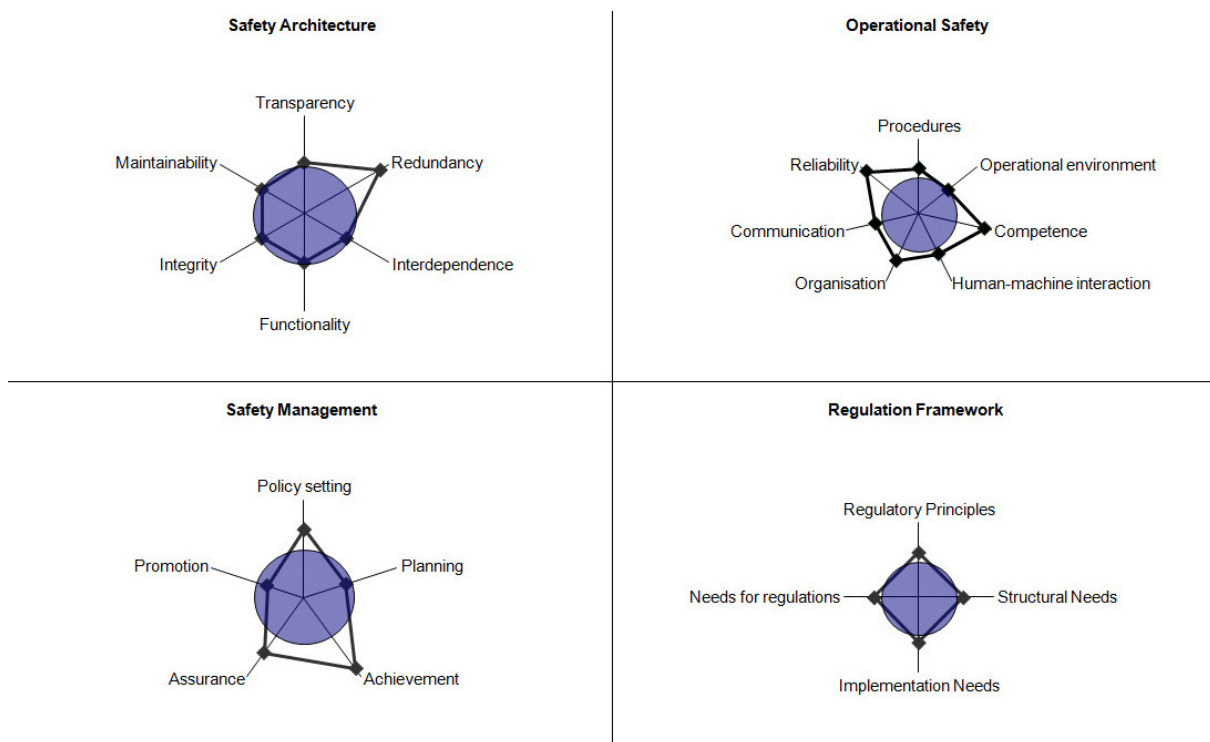 Safety Architecture
Transparency
Maintainability
Redundancy
Integrity
Interdependence
Functionality
Operational Safety
Procedures
Reliability
Operational environment
Communication
Competence
Organisation
Human-machine interaction
Safety Management
Policy setting
Promotion
Planning
Assurance
Achievement
Regulation Framework
Regulatory Principles
Needs for regulations
Structural Needs
Implementation Needs